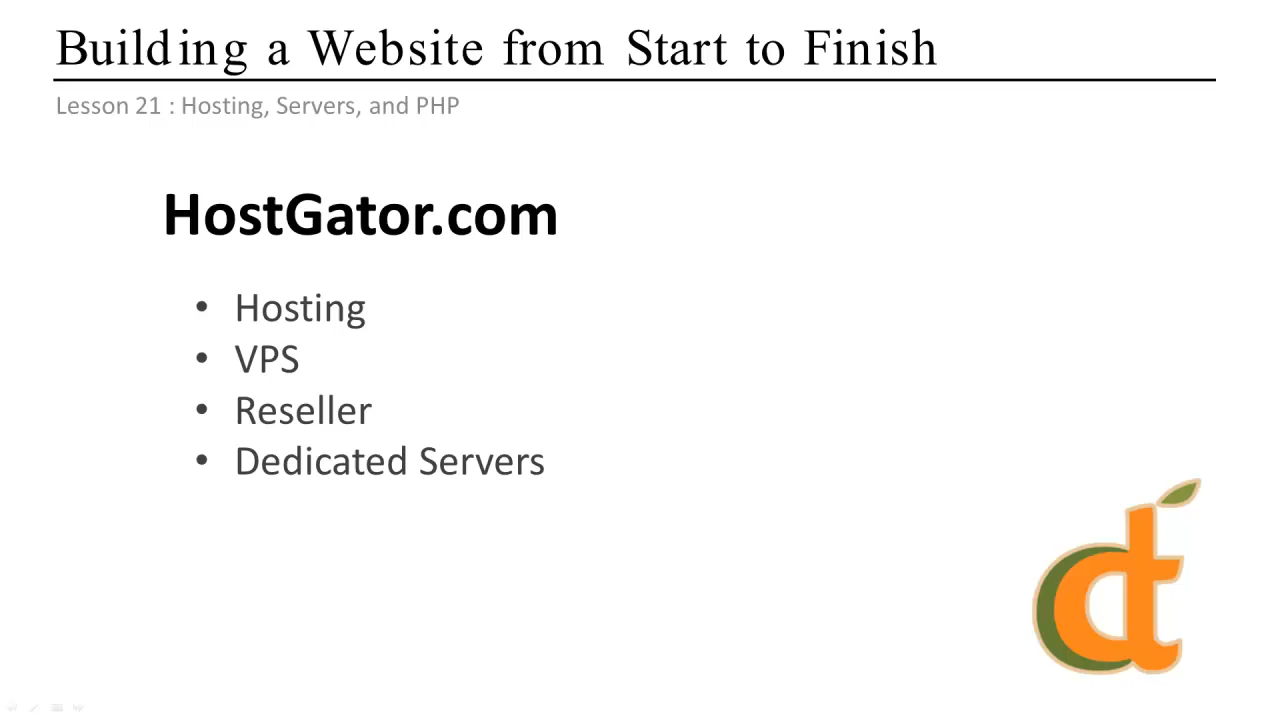 Building a Website from Start to Finish
Lesson 21 : Hosting, Servers, and PHP
HostGator.com
• Hosting
• VPS
• Reseller
• Dedicated Servers